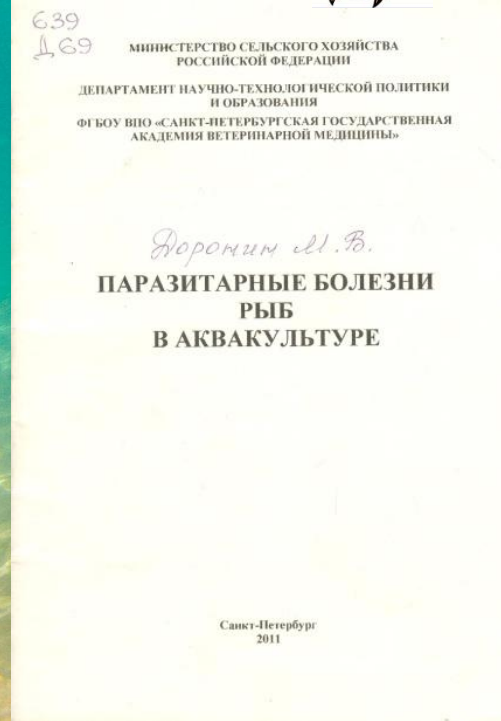 639
Д 69
МИНИСТЕРСТВО СЕЛЬСКОГО ХОЗЯЙСТВА
РОССИЙСКОЙ ФЕДЕРАЦИИ
ДЕПАРТАМЕНТ НАУЧНО-ТЕХНОЛОГИЧЕСКОЙ ПОЛИТИКИ
И ОБРАЗОВАНИЯ
ФГБОУ ВПО «САНКТ-ПЕТЕРБУРГСКАЯ ГОСУДАРСТВЕННАЯ
АКАДЕМИЯ ВЕТЕРИНАРНОЙ МЕДИЦИНЫ»
Доронин М.В.
ПАРАЗИТАРНЫЕ БОЛЕЗНИ
РЫБ
В АКВАКУЛЬТУРЕ
Санкт-Петербург
2011